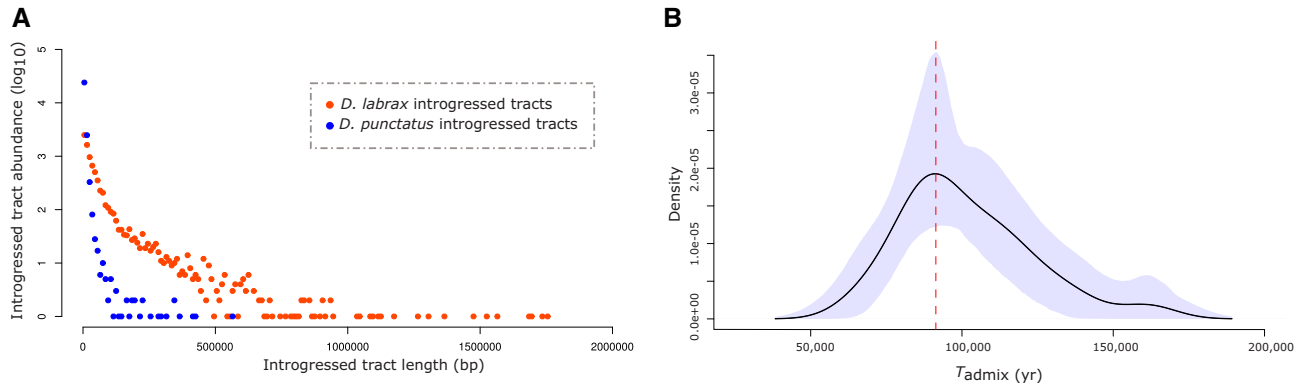 A
Introgressed tract abundance (log10)
5
4
3
2
1
0
D. labrax introgressed tracts
D. punctatus introgressed tracts
0
500000
1000000
1500000
2000000
Introgressed tract length (bp)
B
Density
3.0e-05
2.0e-05
1.0e-05
0.0e+00
50,000
100,000
150,000
200,000
Tadmix (yr)